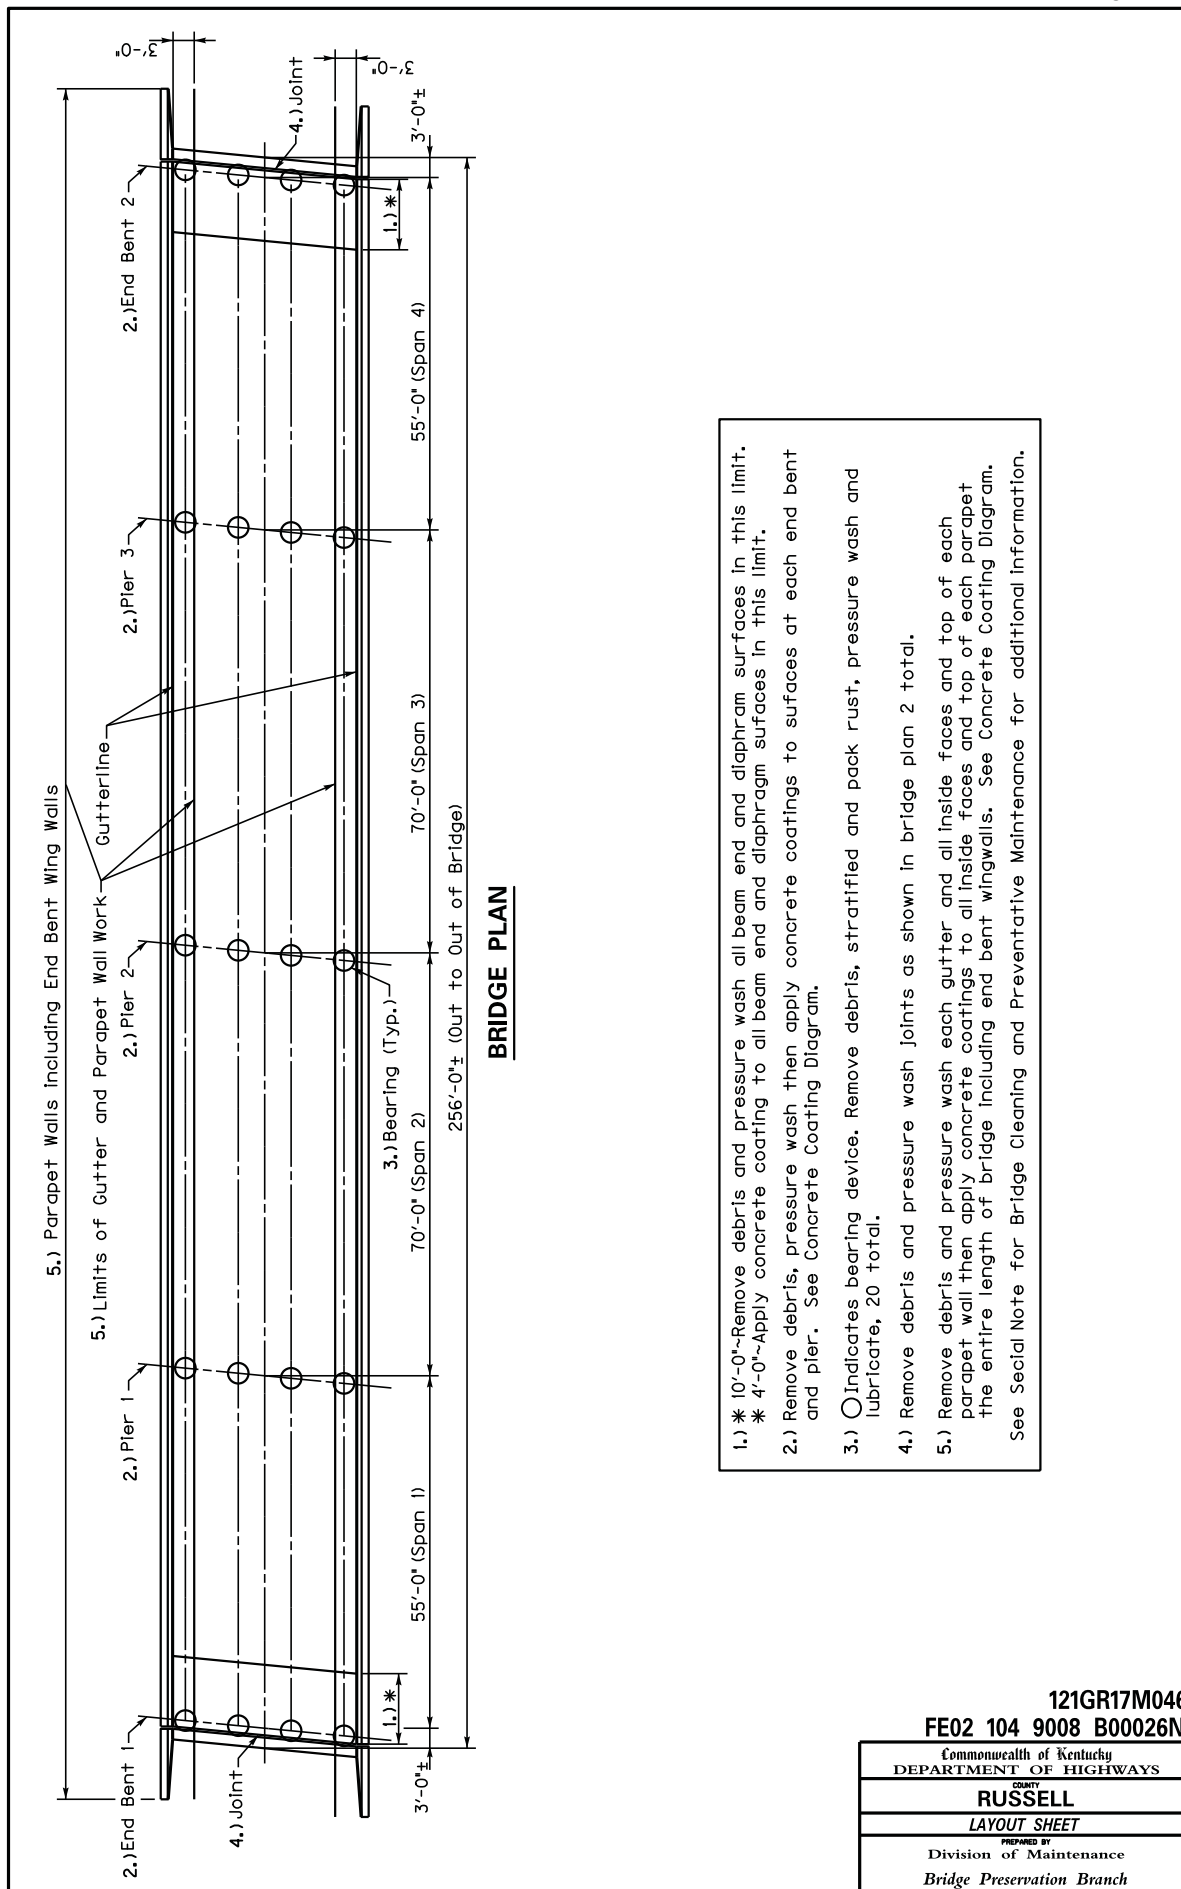 5.) Parapet Walls including End Bent Wing Walls
5.) Limits of Gutter and Parapet Wall Work
Gutterline
2.) End Bent 1
2.) Pier 1
2.) Pier 2
2.) Pier 3
2.) End Bent 2
3'-0"
3'-0"
4.) Joint
4.) Joint
1.) *
1.) *
3.) Bearing (Typ.)
3'-0"±
55'-0" (Span 1)
70'-0" (Span 2)
70'-0" (Span 3)
55'-0" (Span 4)
3'-0"±
256'-0"± (Out to Out of Bridge)
BRIDGE PLAN
1.) * 10'-0"~Remove debris and pressure wash all beam end and diaphram surfaces in this limit.
* 4'-0"~Apply concrete coating to all beam end and diaphragm sufaces in this limit.
2.) Remove debris, pressure wash then apply concrete coatings to sufaces at each end bent
and pier. See Concrete Coating Diagram.
3.) Indicates bearing device. Remove debris, stratified and pack rust, pressure wash and
lubricate, 20 total.
4.) Remove debris and pressure wash joints as shown in bridge plan 2 total.
5.) Remove debris and pressure wash each gutter and all inside faces and top of each
parapet wall then apply concrete coatings to all inside faces and top of each parapet
the entire length of bridge including end bent wingwalls. See Concrete Coating Diagram.
See Secial Note for Bridge Cleaning and Preventative Maintenance for additional information.
121GR17M046
FE02 104 9008 B00026N
Commonwealth of Kentucky
DEPARTMENT OF HIGHWAYS
COUNTY
RUSSELL
LAYOUT SHEET
PREPARED BY
Division of Maintenance
Bridge Preservation Branch